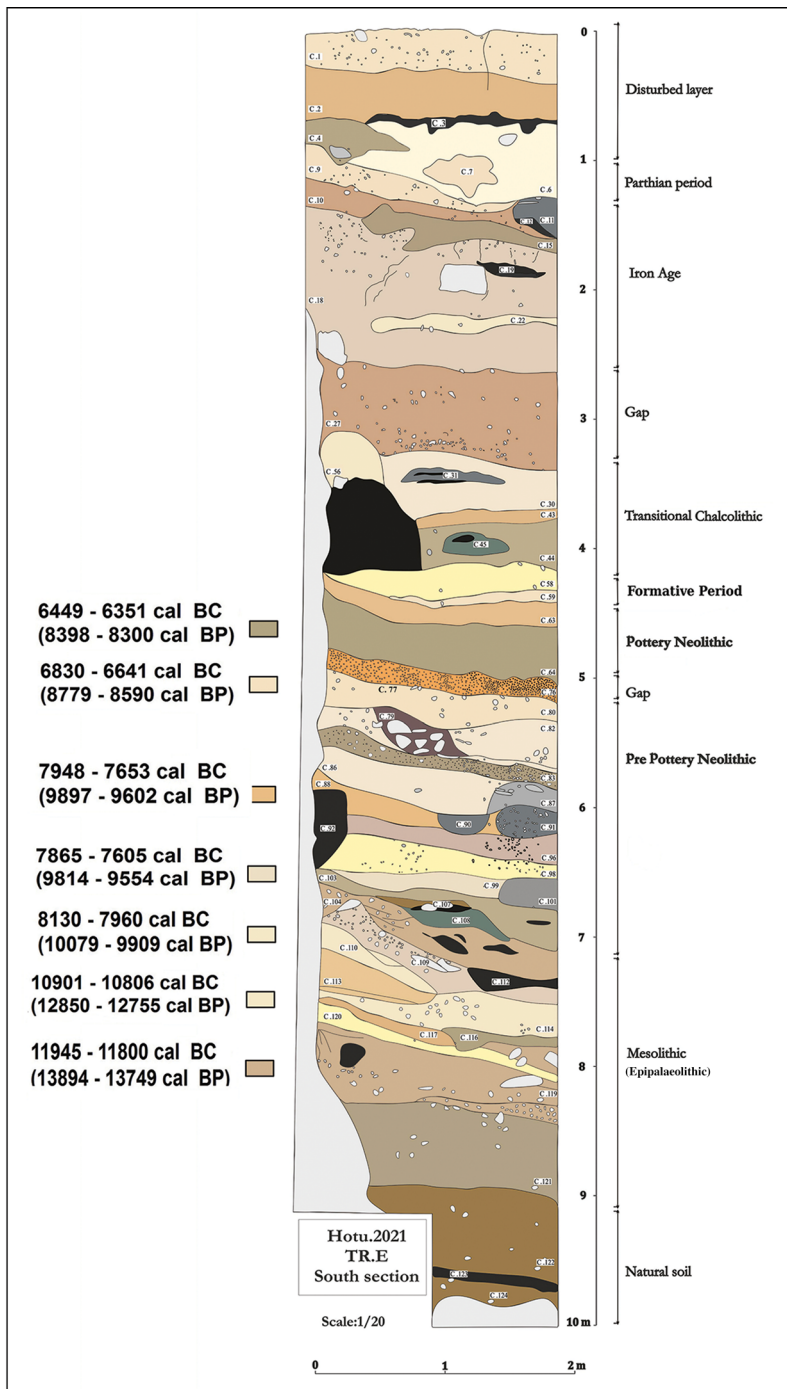 0
C.1
Disturbed layer
C.2
C.3
C.4
1
C.9
C.7
Parthian period
C.6
C.10
C.11
C.12
C.15
Iron Age
C.19
2
C.18
C.22
Gap
3
C.27
C.56
C.31
C.30
C.43
Transitional Chalcolithic
C.45
4
C.44
C.58
Formative Period
C.59
C.63
6449 - 6351 cal BC
(8398 - 8300 cal BP)
Pottery Neolithic
C.64
5
6830 - 6641 cal BC
(8779 - 8590 cal BP)
C. 77
C.76
Gap
C.80
C.79
C.82
Pre Pottery Neolithic
C.86
C.83
7948 - 7653 cal BC
(9897 - 9602 cal BP)
C.88
C.87
6
C.92
C.90
C.91
C.96
7865 - 7605 cal BC
(9814 - 9554 cal BP)
C.98
C.103
C.99
C.101
C.104
C.107
8130 - 7960 cal BC
(10079 - 9909 cal BP)
C.108
7
C.110
C.109
C.112
10901 - 10806 cal BC
(12850 - 12755 cal BP)
C.113
C.120
C.114
C.117
C.116
11945 - 11800 cal BC
(13894 - 13749 cal BP)
Mesolithic
(Epipalaeolithic)
8
C.119
C.121
9
Hotu.2021
TR.E
South section
C.122
C.123
Natural soil
C.124
Scale:1/20
10 m
0
1
2 m